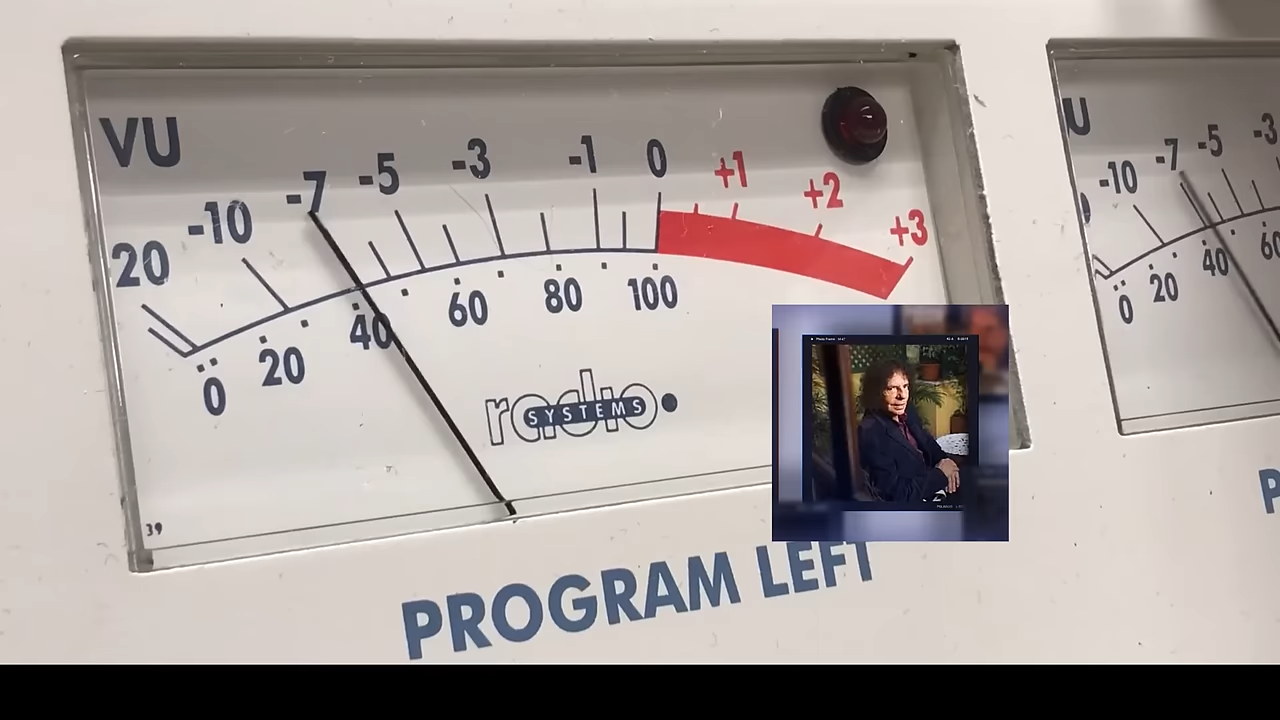 VU
20 -10 -7 -5 -3 -1 0 +1 +2 +3
0 20 40 60 80 100
radio
SYSTEMS
39
PROGRAM LEFT
U
-10 -7 -5 -3
0 20 40 60
P